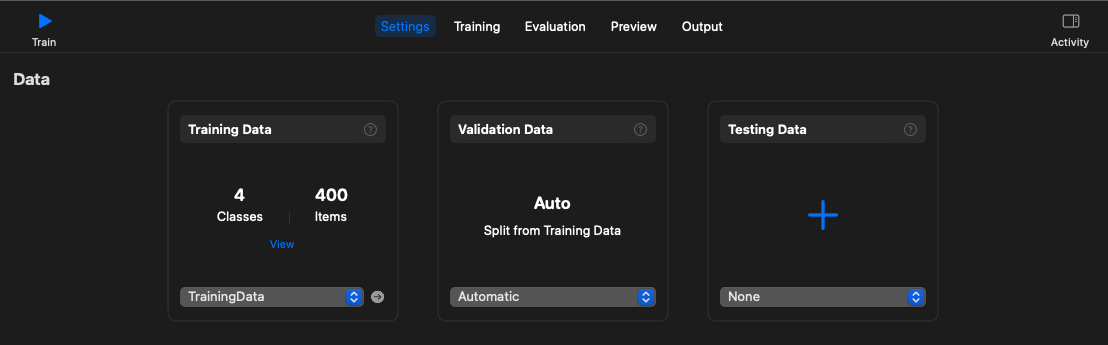 Train
Settings
Training
Evaluation
Preview
Output
Activity
Data
Training Data
?
Validation Data
?
Testing Data
?
4
Classes
400
Items
View
Auto
Split from Training Data
TrainingData
Automatic
None